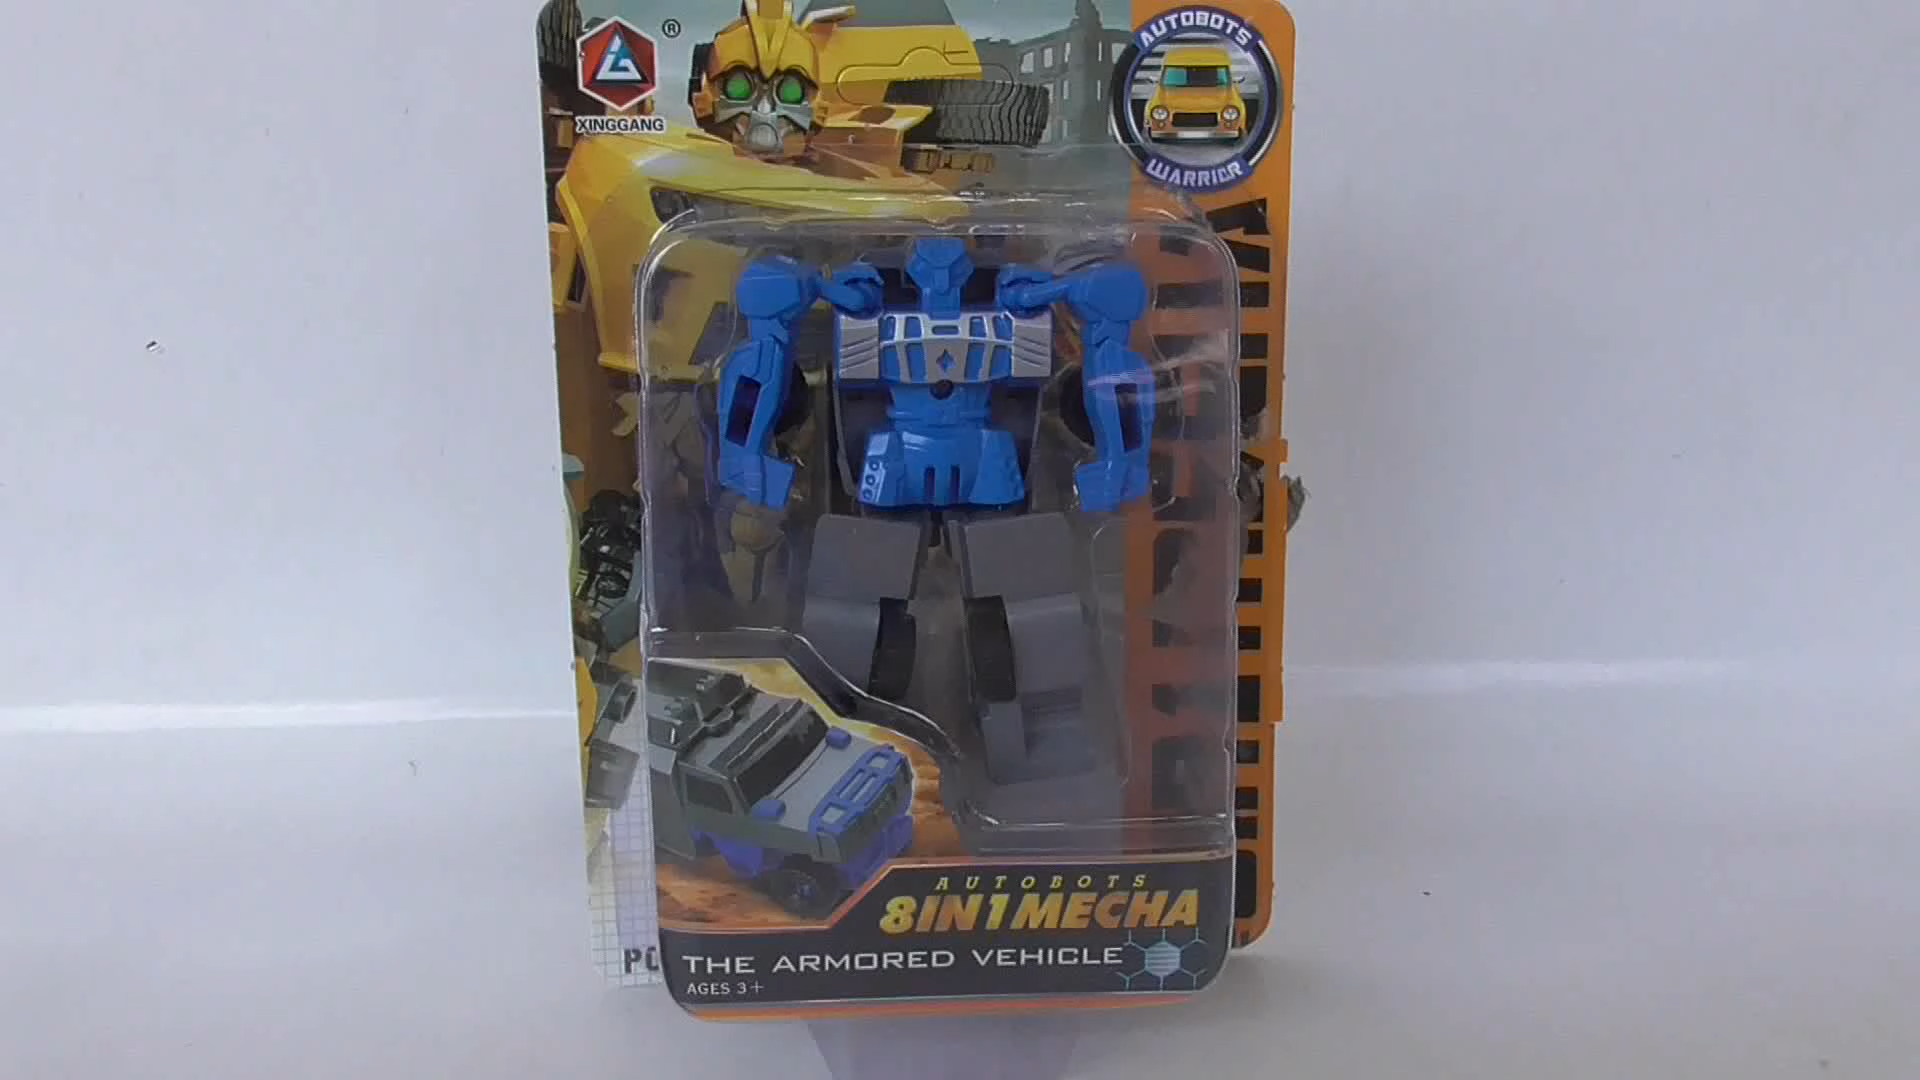 ®
XINGGANG
AUTOBOTS
WARRIOR
AUTOBOTS
8IN1MECHA
THE ARMORED VEHICLE
AGES 3+